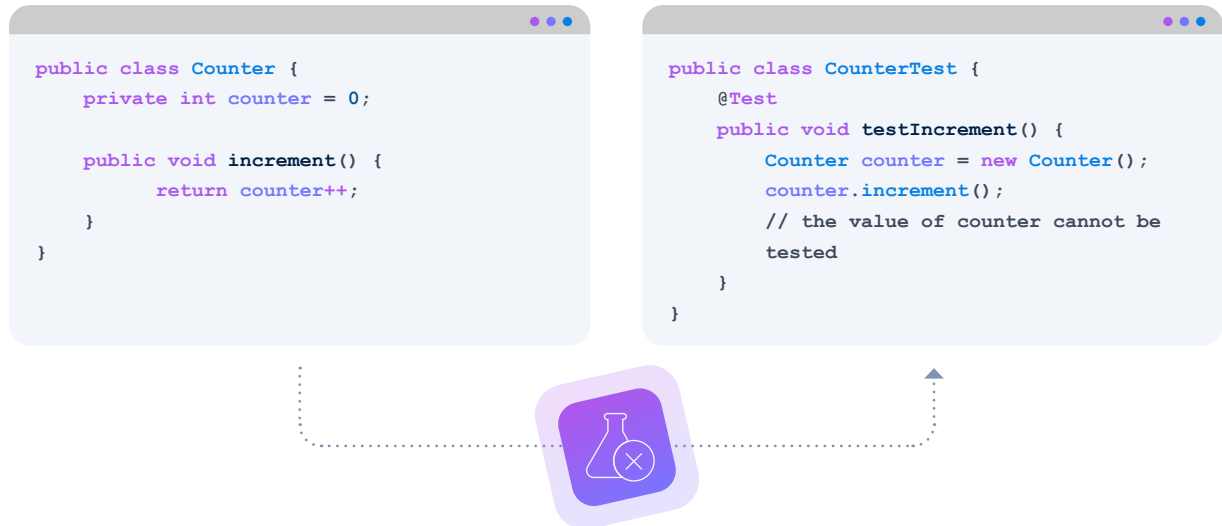 public class Counter {
    private int counter = 0;
    public void increment() {
          return counter++;
    }
}
public class CounterTest {
    @Test
    public void testIncrement() {
        Counter counter = new Counter();
        counter.increment();
        // the value of counter cannot be
        tested
    }
}